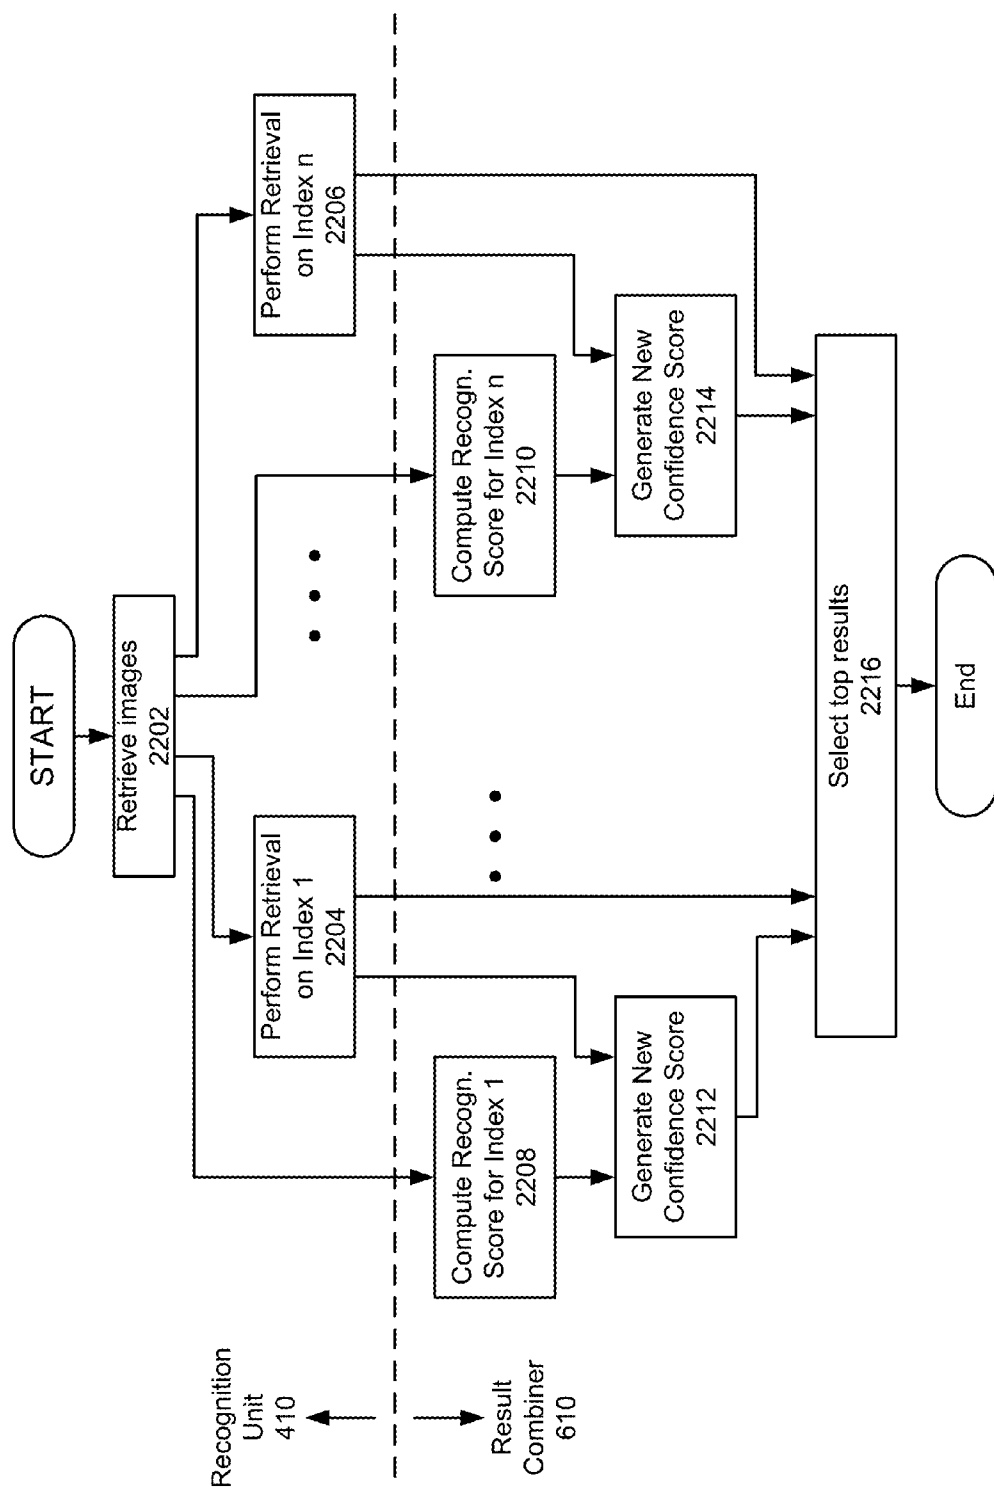 START
Retrieve images
2202
Perform Retrieval
on Index 1
2204
Perform Retrieval
on Index n
2206
Recognition
Unit
410
Result
Combiner
610
Compute Recogn.
Score for Index 1
2208
Compute Recogn.
Score for Index n
2210
Generate New
Confidence Score
2212
Generate New
Confidence Score
2214
Select top results
2216
End